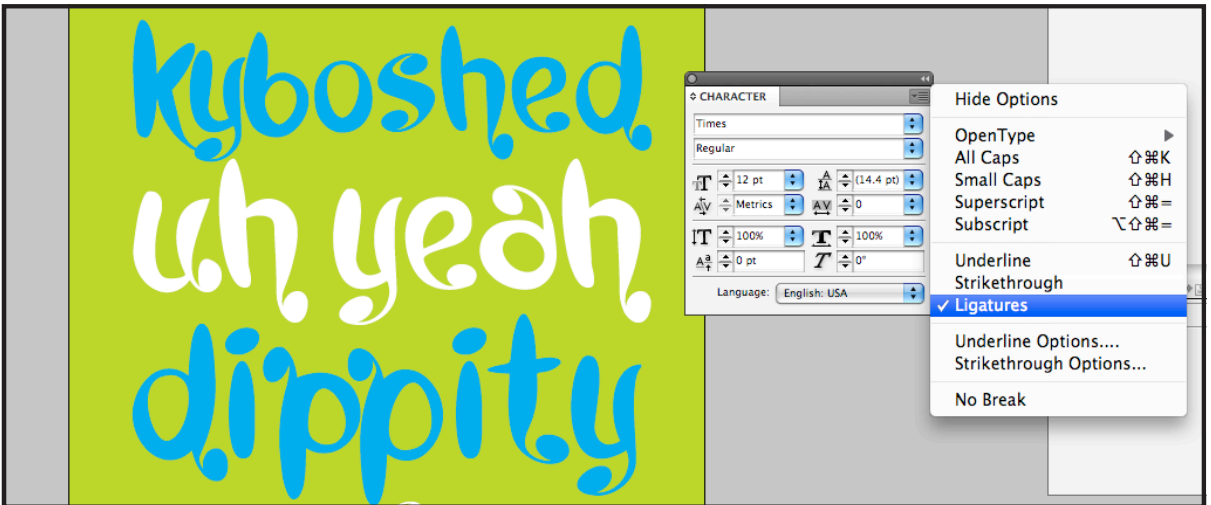 kyboshed
uh yeah
dippity
CHARACTER
Times
Regular
12 pt (14.4 pt)
Metrics 0
100% 100%
0 pt 0°
Language: English: USA
Hide Options
OpenType
All Caps ⇧⌘K
Small Caps ⇧⌘H
Superscript ⇧⌘=
Subscript ⌥⇧⌘=
Underline ⇧⌘U
Strikethrough
✓ Ligatures
Underline Options....
Strikethrough Options...
No Break